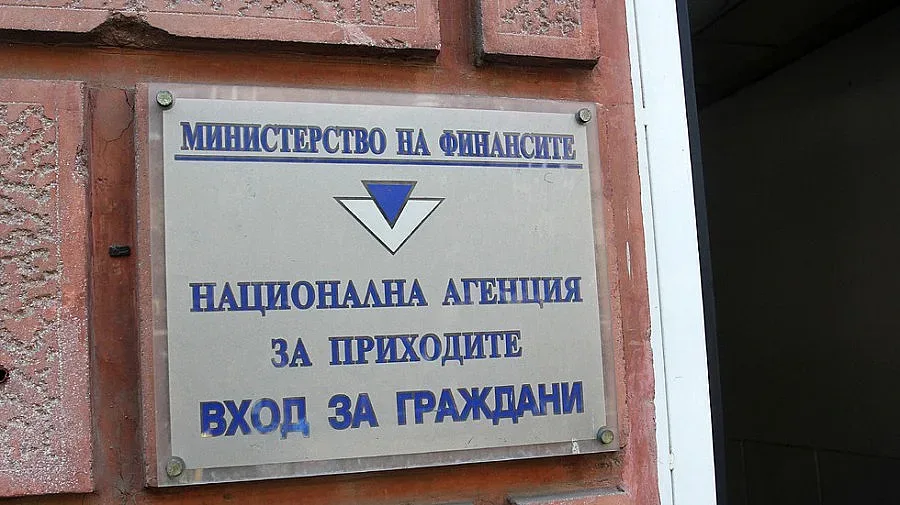 МИНИСТЕРСТВО НА ФИНАНСИТЕ
НАЦИОНАЛНА АГЕНЦИЯ
ЗА ПРИХОДИТЕ
ВХОД ЗА ГРАЖДАНИ